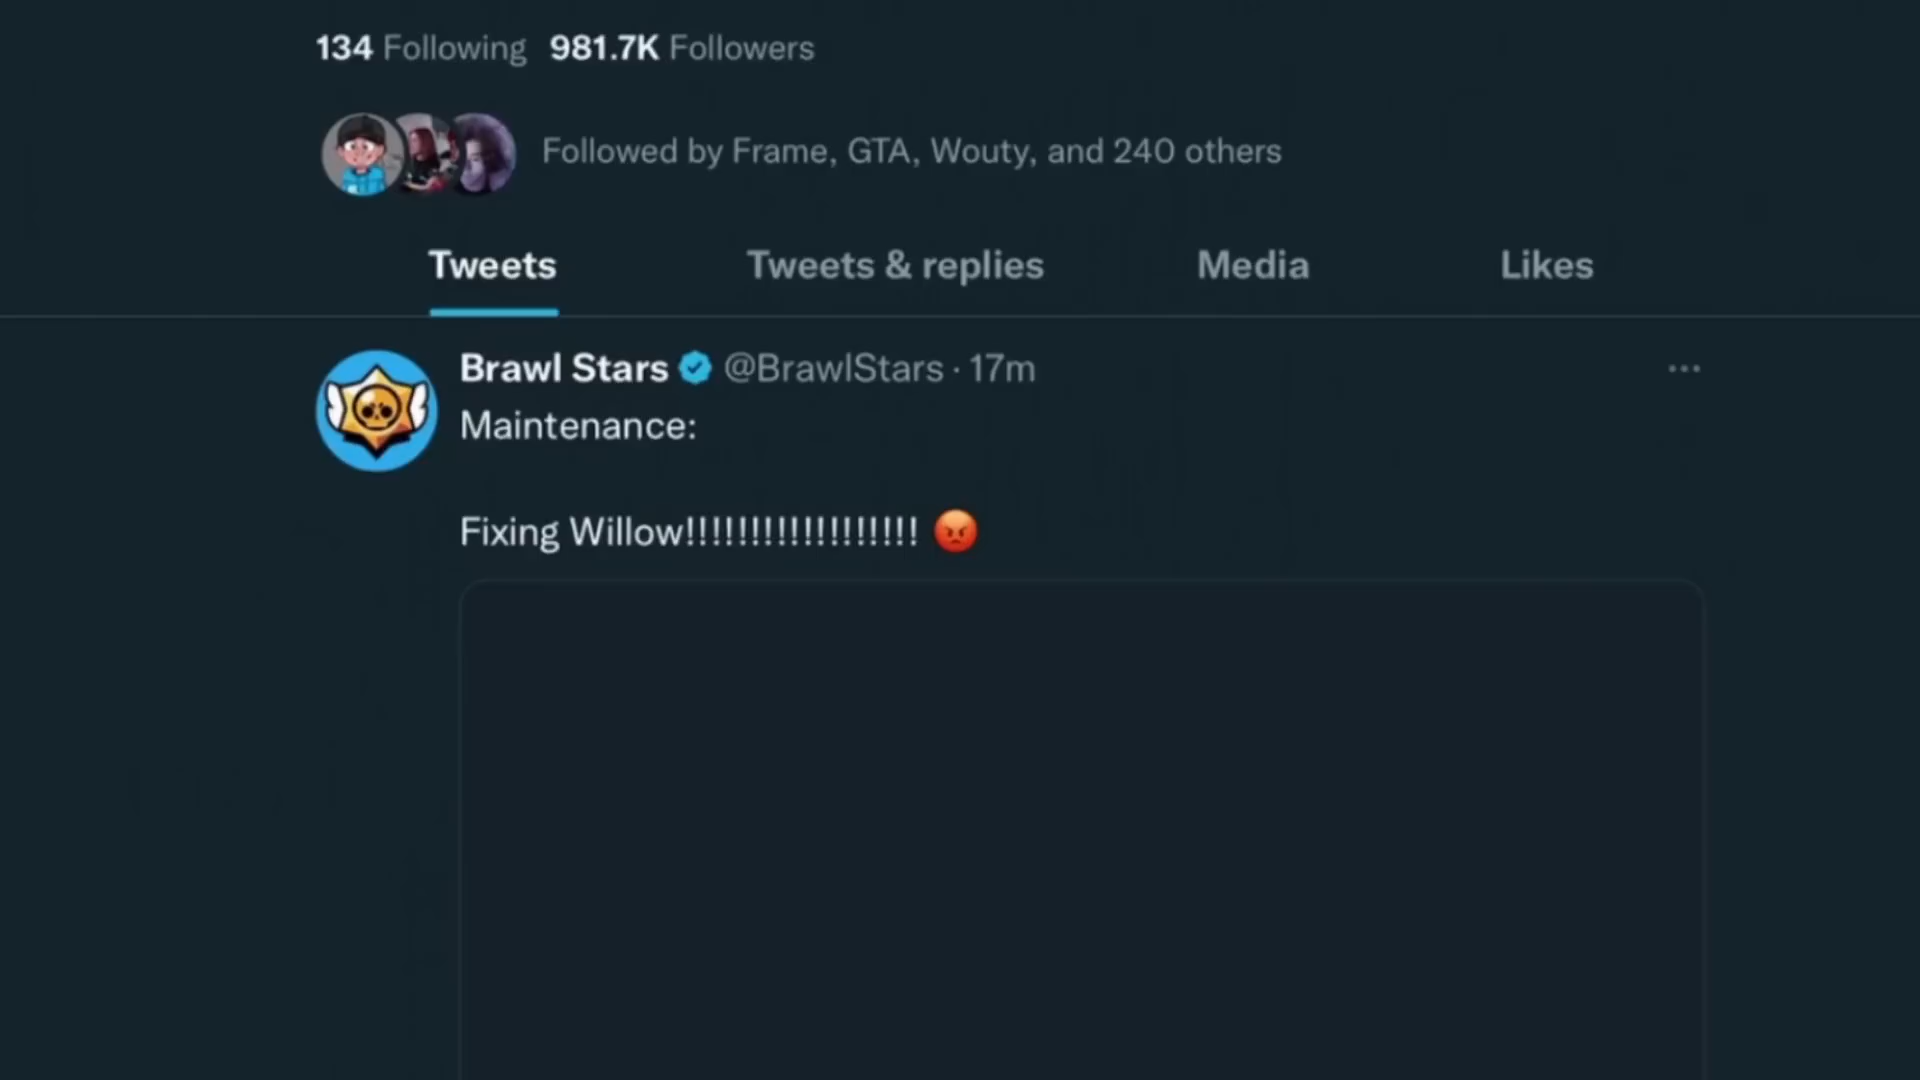 134 Following 981.7K Followers
Followed by Frame, GTA, Wouty, and 240 others
Tweets Tweets & replies Media Likes
Brawl Stars @BrawlStars · 17m
Maintenance:
Fixing Willow!!!!!!!!!!!!!!!!!! 😡